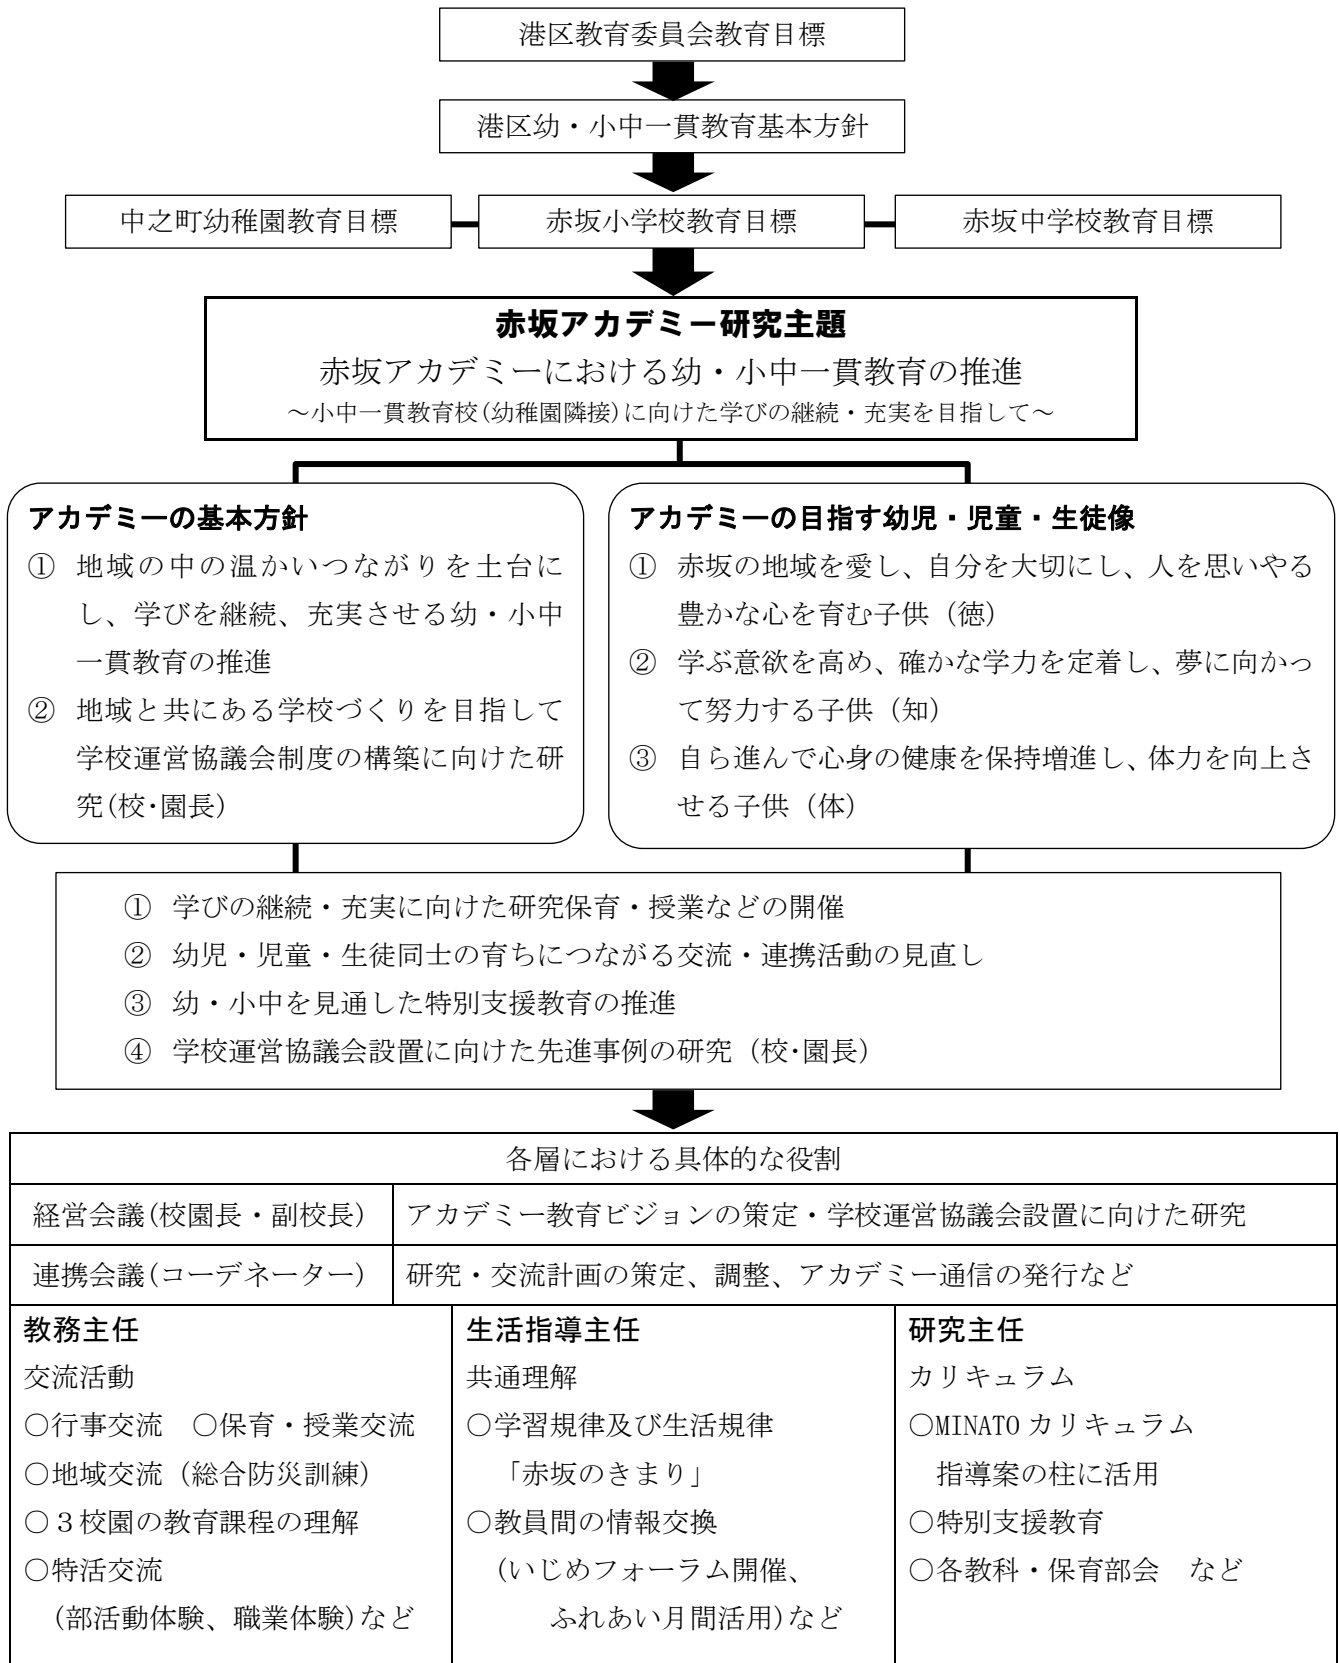 港区教育委員会教育目標
港区幼・小中一貫教育基本方針
中之町幼稚園教育目標
赤坂小学校教育目標
赤坂中学校教育目標
赤坂アカデミー研究主題
赤坂アカデミーにおける幼・小中一貫教育の推進
～小中一貫教育校(幼稚園隣接)に向けた学びの継続・充実を目指して～
アカデミーの基本方針
① 地域の中の温かいつながりを土台に
し、学びを継続、充実させる幼・小中
一貫教育の推進
② 地域と共にある学校づくりを目指して
学校運営協議会制度の構築に向けた研
究(校・園長)
アカデミーの目指す幼児・児童・生徒像
① 赤坂の地域を愛し、自分を大切にし、人を思いやる
豊かな心を育む子供（徳）
② 学ぶ意欲を高め、確かな学力を定着し、夢に向かっ
て努力する子供（知）
③ 自ら進んで心身の健康を保持増進し、体力を向上さ
せる子供（体）
① 学びの継続・充実に向けた研究保育・授業などの開催
② 幼児・児童・生徒同士の育ちにつながる交流・連携活動の見直し
③ 幼・小中を見通した特別支援教育の推進
④ 学校運営協議会設置に向けた先進事例の研究（校・園長）
各層における具体的な役割
経営会議(校園長・副校長)
アカデミー教育ビジョンの策定・学校運営協議会設置に向けた研究
連携会議(コーデネーター)
研究・交流計画の策定、調整、アカデミー通信の発行など
教務主任
交流活動
○行事交流　○保育・授業交流
○地域交流（総合防災訓練）
○３校園の教育課程の理解
○特活交流
(部活動体験、職業体験)など
生活指導主任
共通理解
○学習規律及び生活規律
「赤坂のきまり」
○教員間の情報交換
(いじめフォーラム開催、
ふれあい月間活用)など
研究主任
カリキュラム
○MINATO カリキュラム
指導案の柱に活用
○特別支援教育
○各教科・保育部会　など